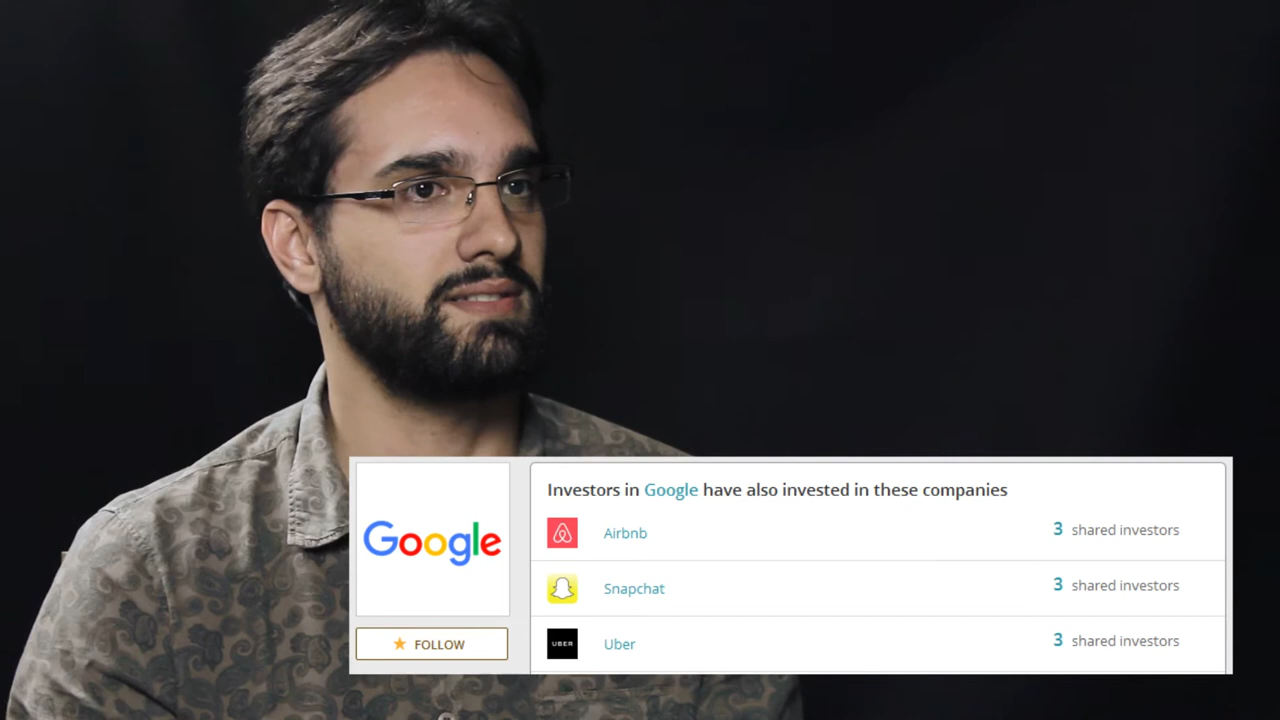 Google
FOLLOW
Investors in Google have also invested in these companies
Airbnb 3 shared investors
Snapchat 3 shared investors
UBER Uber 3 shared investors